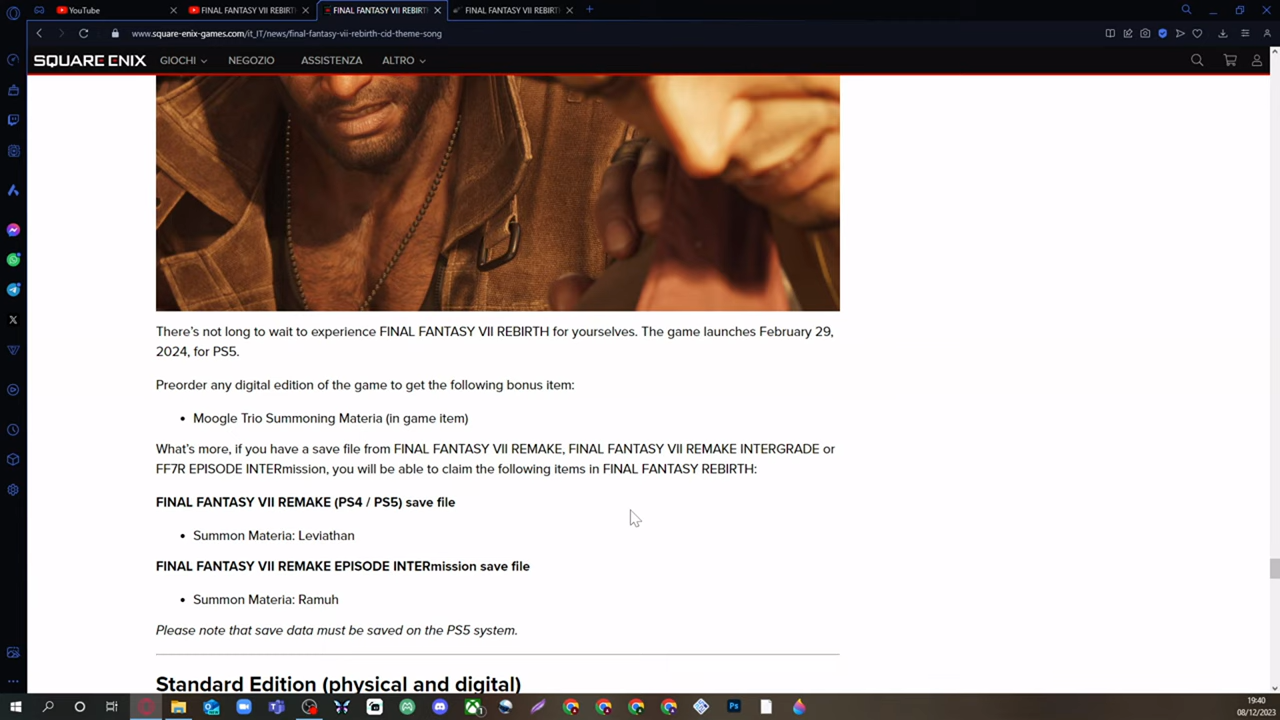 YouTube
FINAL FANTASY VII REBIRTH
FINAL FANTASY VII REBIRTH
FINAL FANTASY VII REBIRTH
www.square-enix-games.com/it_IT/news/final-fantasy-vii-rebirth-cid-theme-song
SQUARE ENIX GIOCHI NEGOZIO ASSISTENZA ALTRO
There's not long to wait to experience FINAL FANTASY VII REBIRTH for yourselves. The game launches February 29,
2024, for PS5.
Preorder any digital edition of the game to get the following bonus item:
• Moogle Trio Summoning Materia (in game item)
What's more, if you have a save file from FINAL FANTASY VII REMAKE, FINAL FANTASY VII REMAKE INTERGRADE or
FF7R EPISODE INTERmission, you will be able to claim the following items in FINAL FANTASY REBIRTH:
FINAL FANTASY VII REMAKE (PS4 / PS5) save file
• Summon Materia: Leviathan
FINAL FANTASY VII REMAKE EPISODE INTERmission save file
• Summon Materia: Ramuh
Please note that save data must be saved on the PS5 system.
Standard Edition (physical and digital)
19:40
08/12/2023